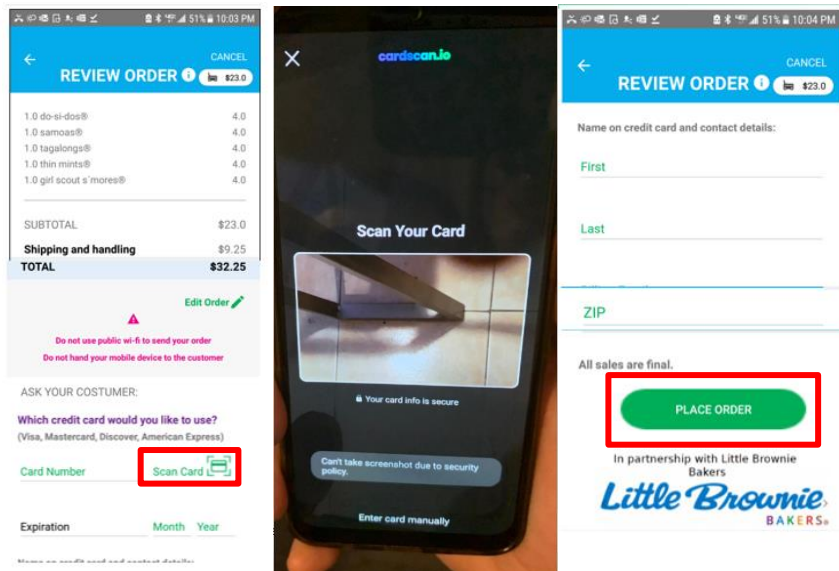 51% 10:03 PM
CANCEL
REVIEW ORDER
$23.0
1.0 do-si-dos® 4.0
1.0 samoas® 4.0
1.0 tagalongs® 4.0
1.0 thin mints® 4.0
1.0 girl scout s'mores® 4.0
SUBTOTAL $23.0
Shipping and handling $9.25
TOTAL $32.25
Edit Order
Do not use public wi-fi to send your order
Do not hand your mobile device to the customer
ASK YOUR COSTUMER:
Which credit card would you like to use?
(Visa, Mastercard, Discover, American Express)
Card Number Scan Card
Expiration Month Year
Name on credit card and contact details:
cardscan.io
Scan Your Card
Your card info is secure
Can't take screenshot due to security
policy.
Enter card manually
51% 10:04 PM
CANCEL
REVIEW ORDER
$23.0
Name on credit card and contact details:
First
Last
ZIP
All sales are final.
PLACE ORDER
In partnership with Little Brownie
Bakers
Little Brownie
BAKERS®